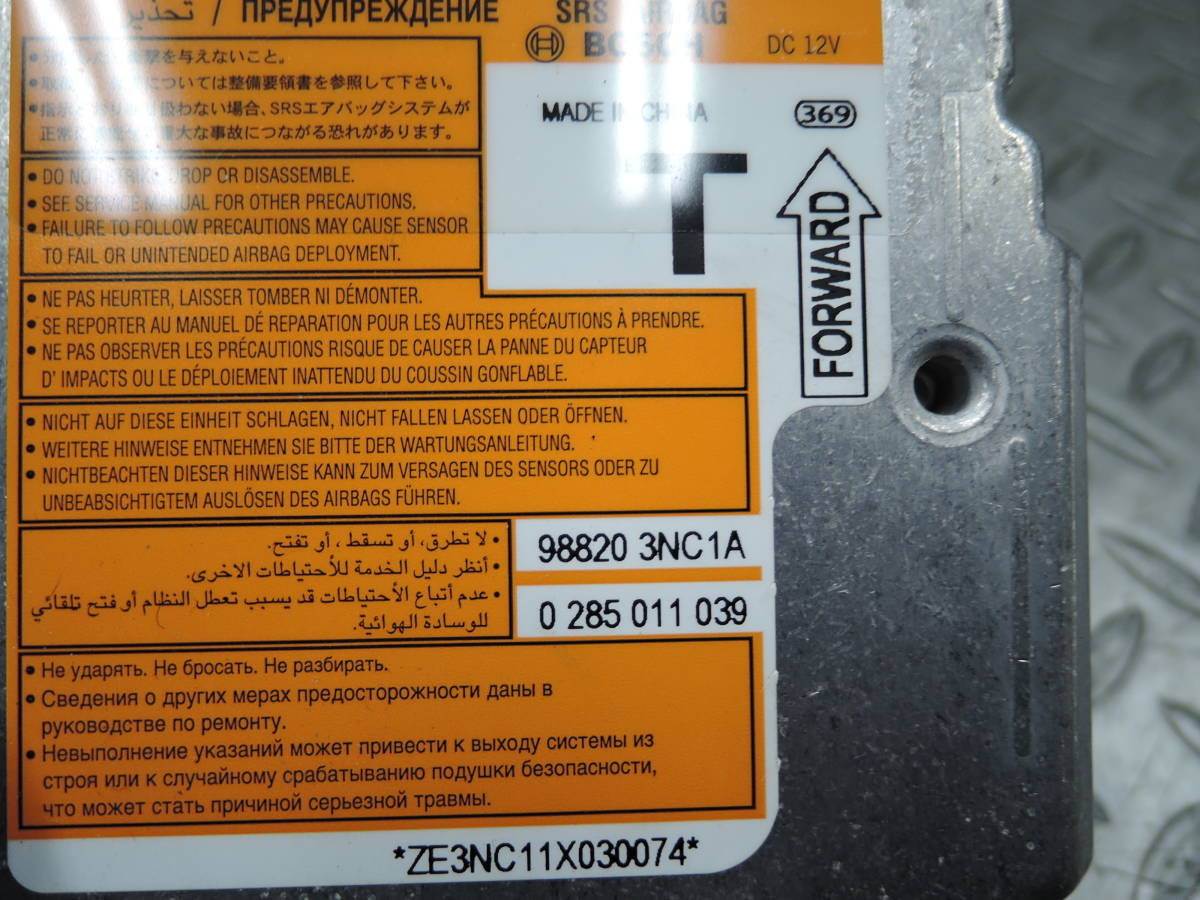 تحذير / ПРЕДУПРЕЖДЕНИЕ
SRS AIRBAG
BOSCH DC 12V
を与えないこと。
については整備要領書を参照して下さい。
扱わない場合、SRSエアバッグシステムが
正常に 重大な事故につながる恐れがあります。
MADE IN CHINA 369
T
FORWARD
• DO NOT STRIKE, DROP OR DISASSEMBLE.
• SEE SERVICE MANUAL FOR OTHER PRECAUTIONS.
• FAILURE TO FOLLOW PRECAUTIONS MAY CAUSE SENSOR
TO FAIL OR UNINTENDED AIRBAG DEPLOYMENT.
• NE PAS HEURTER, LAISSER TOMBER NI DÉMONTER.
• SE REPORTER AU MANUEL DÉ REPARATION POUR LES AUTRES PRÉCAUTIONS À PRENDRE.
• NE PAS OBSERVER LES PRÉCAUTIONS RISQUE DE CAUSER LA PANNE DU CAPTEUR
D' IMPACTS OU LE DÉPLOIEMENT INATTENDU DU COUSSIN GONFLABLE.
• NICHT AUF DIESE EINHEIT SCHLAGEN, NICHT FALLEN LASSEN ODER ÖFFNEN.
• WEITERE HINWEISE ENTNEHMEN SIE BITTE DER WARTUNGSANLEITUNG.
• NICHTBEACHTEN DIESER HINWEISE KANN ZUM VERSAGEN DES SENSORS ODER ZU
UNBEABSICHTIGTEM AUSLÖSEN DES AIRBAGS FÜHREN.
• لا تطرق، أو تسقط ، أو تفتح.
• أنظر دليل الخدمة للأحتياطات الاخرى.
• عدم أتباع الأحتياطات قد يسبب تعطل النظام أو فتح تلقائي
للوسادة الهوائية.
98820 3NC1A
0 285 011 039
• Не ударять. Не бросать. Не разбирать.
• Сведения о других мерах предосторожности даны в
руководстве по ремонту.
• Невыполнение указаний может привести к выходу системы из
строя или к случайному срабатыванию подушки безопасности,
что может стать причиной серьезной травмы.
*ZE3NC11X030074*